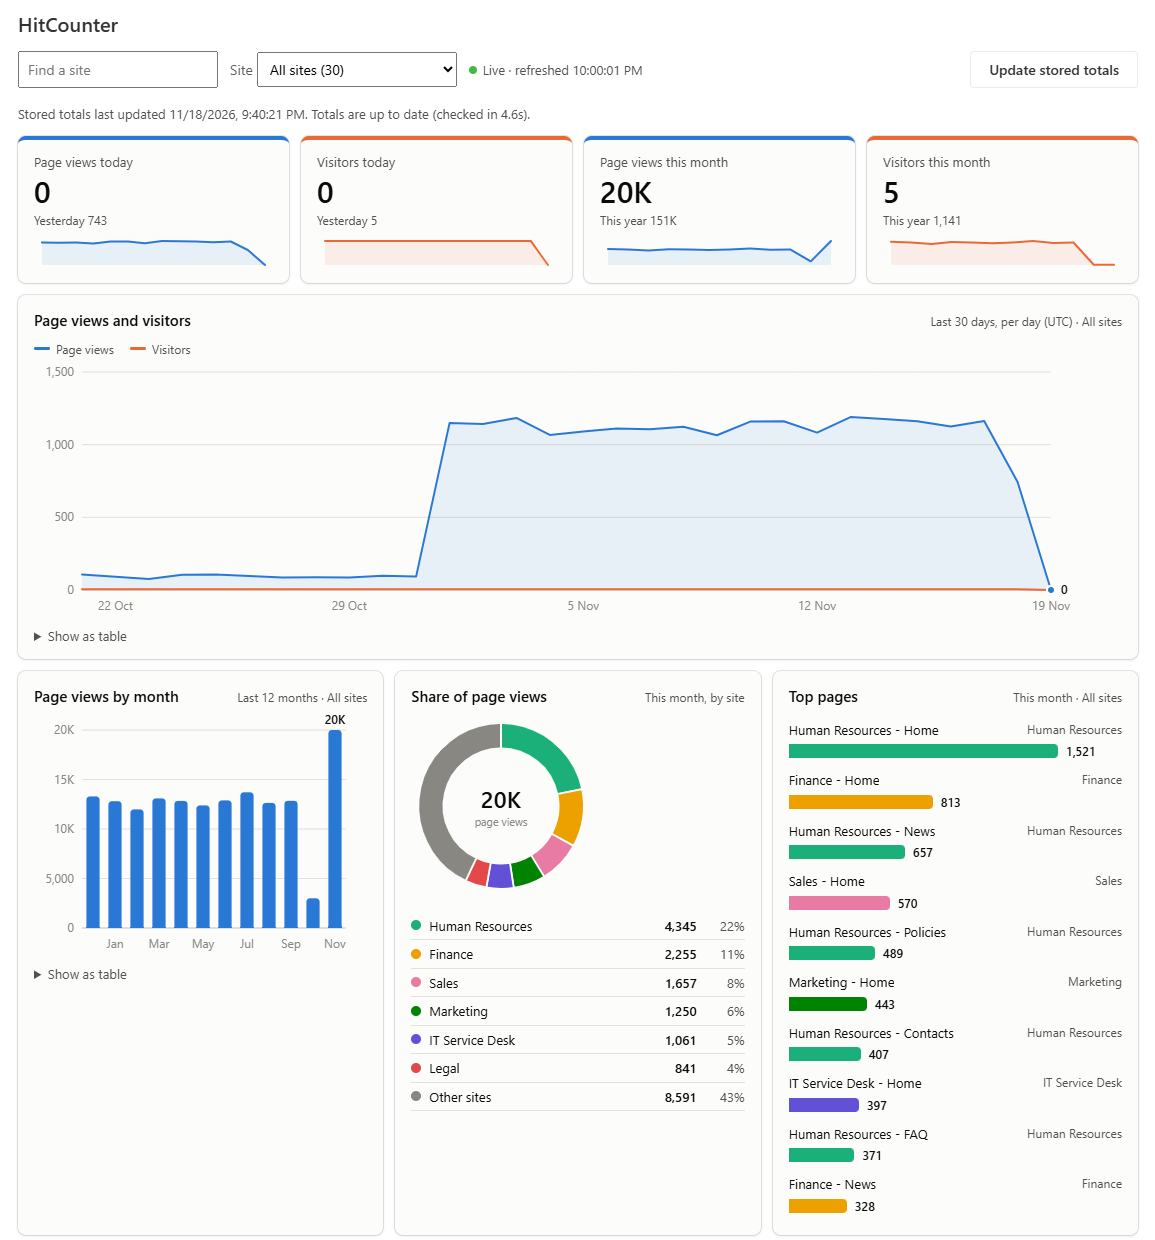 HitCounter
Find a site
Site
All sites (30)
Live · refreshed 10:00:01 PM
Update stored totals
Stored totals last updated 11/18/2026, 9:40:21 PM. Totals are up to date (checked in 4.6s).
Page views today
0
Yesterday 743
Visitors today
0
Yesterday 5
Page views this month
20K
This year 151K
Visitors this month
5
This year 1,141
Page views and visitors
Last 30 days, per day (UTC) · All sites
Page views
Visitors
1,500
1,000
500
0
0
22 Oct
29 Oct
5 Nov
12 Nov
19 Nov
Show as table
Page views by month
Last 12 months · All sites
20K
20K
15K
10K
5,000
0
Jan
Mar
May
Jul
Sep
Nov
Show as table
Share of page views
This month, by site
20K
page views
Human Resources 4,345 22%
Finance 2,255 11%
Sales 1,657 8%
Marketing 1,250 6%
IT Service Desk 1,061 5%
Legal 841 4%
Other sites 8,591 43%
Top pages
This month · All sites
Human Resources - Home Human Resources
1,521
Finance - Home Finance
813
Human Resources - News Human Resources
657
Sales - Home Sales
570
Human Resources - Policies Human Resources
489
Marketing - Home Marketing
443
Human Resources - Contacts Human Resources
407
IT Service Desk - Home IT Service Desk
397
Human Resources - FAQ Human Resources
371
Finance - News Finance
328